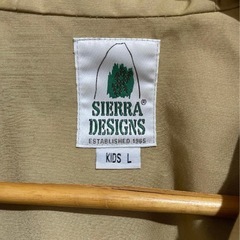 SIERRA®
DESIGNS
ESTABLISHED 1965
KIDS L